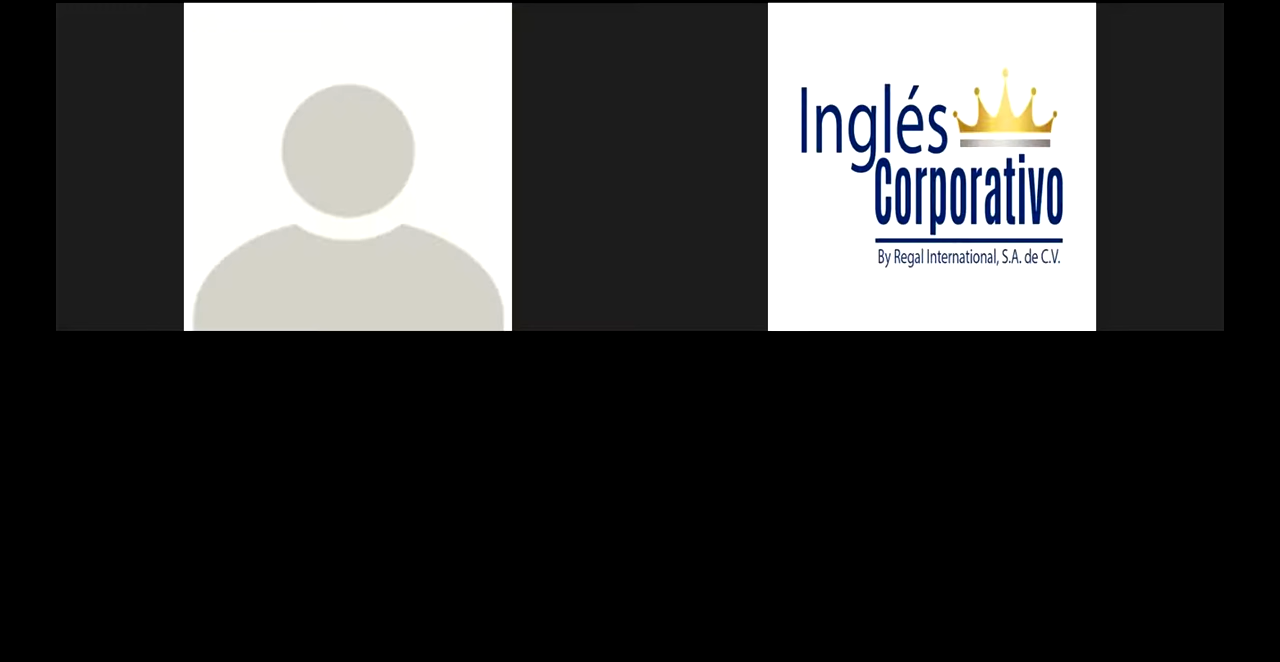 Inglés
Corporativo
By Regal International, S.A. de C.V.